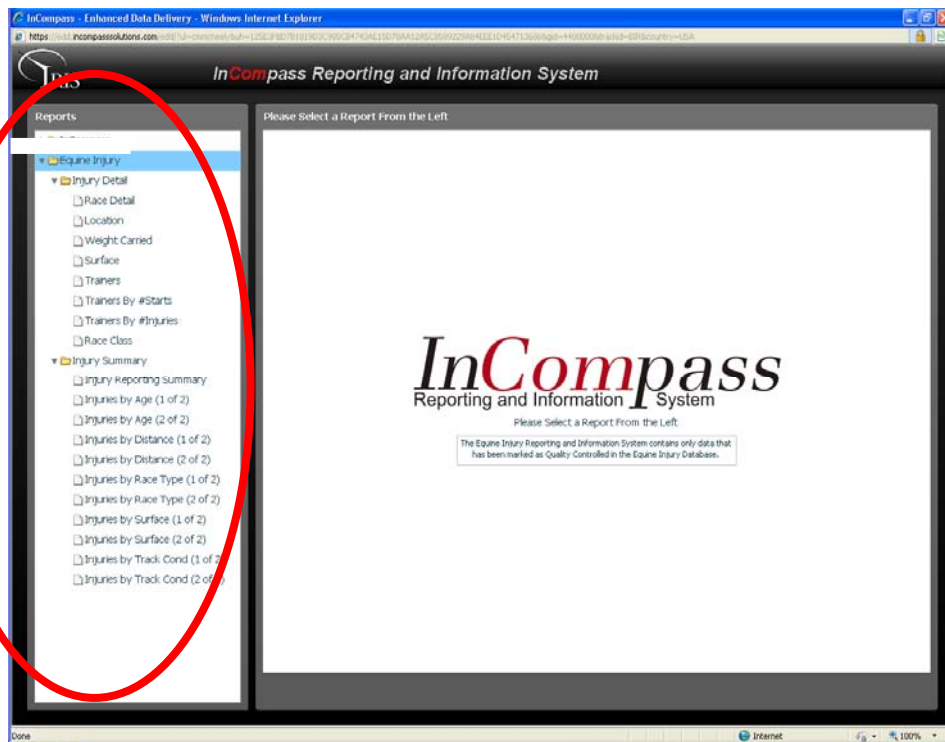 InCompass - Enhanced Data Delivery - Windows Internet Explorer
InCompass Reporting and Information System
IRIS
Reports
Please Select a Report From the Left
Equine Injury
Injury Detail
Race Detail
Location
Weight Carried
Surface
Trainers
Trainers By #Starts
Trainers By #Injuries
Race Class
Injury Summary
Injury Reporting Summary
Injuries by Age (1 of 2)
Injuries by Age (2 of 2)
Injuries by Distance (1 of 2)
Injuries by Distance (2 of 2)
Injuries by Race Type (1 of 2)
Injuries by Race Type (2 of 2)
Injuries by Surface (1 of 2)
Injuries by Surface (2 of 2)
Injuries by Track Cond (1 of 2
Injuries by Track Cond (2 of 2)
InCompass
Reporting and Information System
Please Select a Report From the Left
The Equine Injury Reporting and Information System contains only data that
has been marked as Quality Controlled in the Equine Injury Database.
Done
Internet
100%